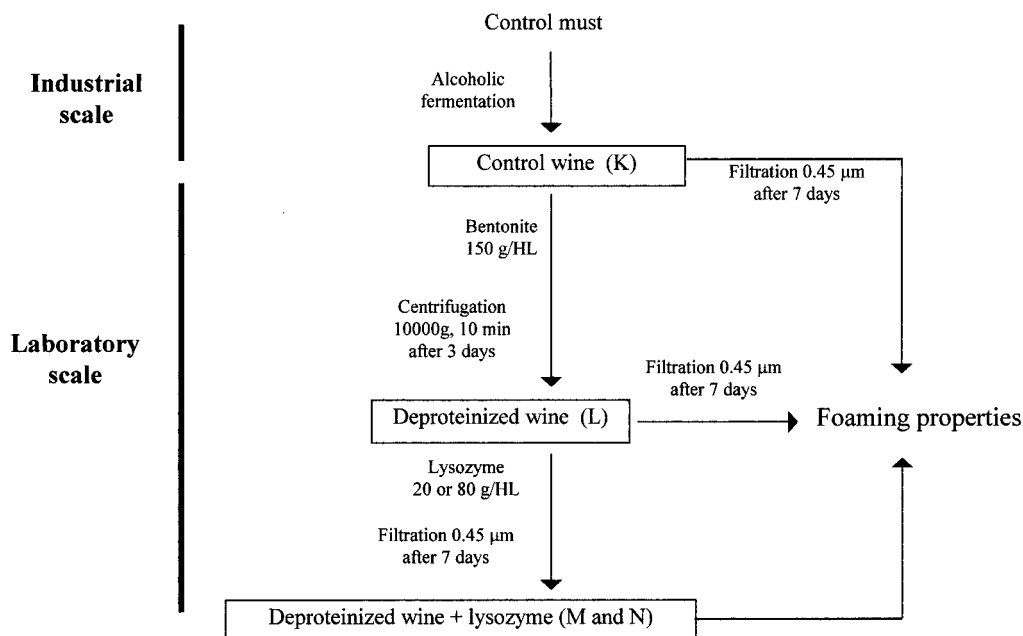 Control must
Industrial
scale
Alcoholic
fermentation
Control wine (K)
Filtration 0.45 µm
after 7 days
Bentonite
150 g/HL
Centrifugation
10000g, 10 min
after 3 days
Laboratory
scale
Filtration 0.45 µm
after 7 days
Deproteinized wine (L)
Foaming properties
Lysozyme
20 or 80 g/HL
Filtration 0.45 µm
after 7 days
Deproteinized wine + lysozyme (M and N)